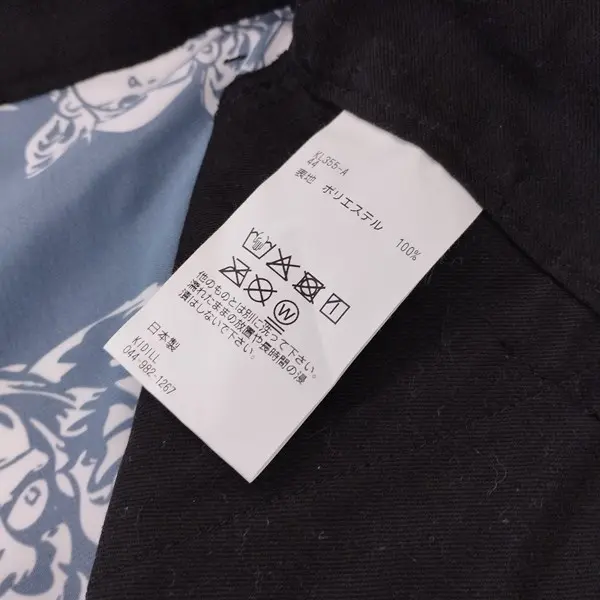 KL355-A
44
表地 ポリエステル 100%
W
他のものとは別に洗って下さい。
濡れたままの放置や長時間の浸
漬はしないで下さい。
日本製
KIDILL
044-982-1267